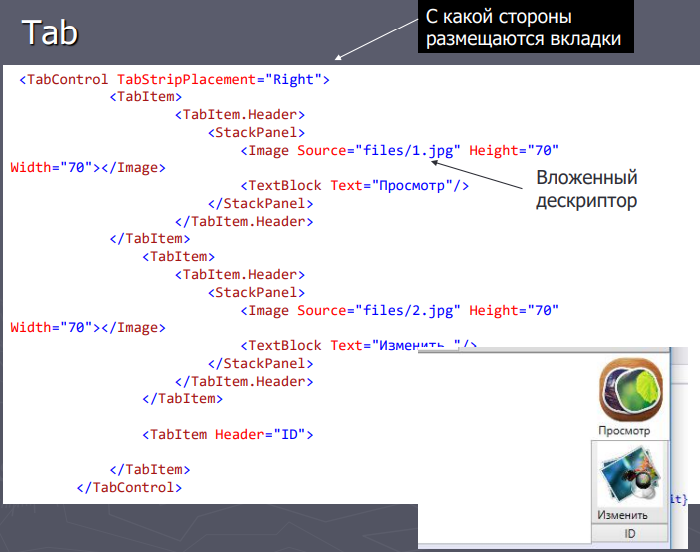 Tab
С какой стороны
размещаются вкладки
<TabControl TabStripPlacement="Right">
<TabItem>
<TabItem.Header>
<StackPanel>
<Image Source="files/1.jpg" Height="70"
Width="70"></Image>
<TextBlock Text="Просмотр"/>
</StackPanel>
</TabItem.Header>
</TabItem>
Вложенный
дескриптор
<TabItem>
<TabItem.Header>
<StackPanel>
<Image Source="files/2.jpg" Height="70"
Width="70"></Image>
<TextBlock Text="Изменить "/>
</StackPanel>
</TabItem.Header>
</TabItem>
<TabItem Header="ID">
</TabItem>
</TabControl>
Просмотр
Изменить
ID
it}